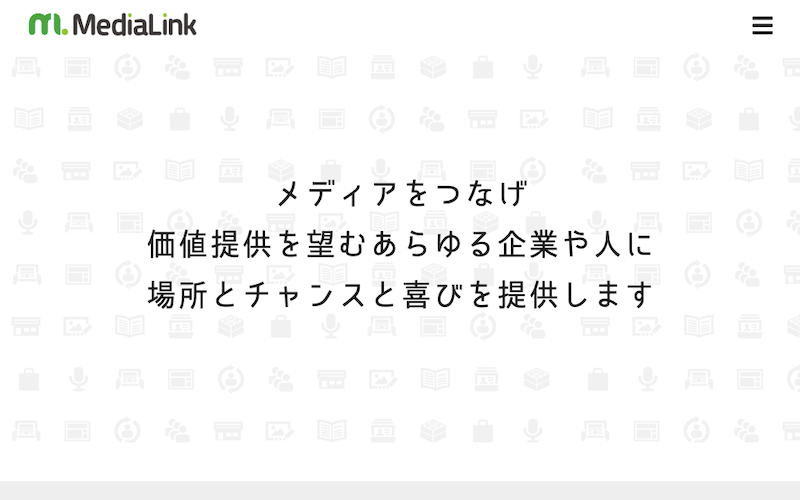 ml. MediaLink
メディアをつなげ
価値提供を望むあらゆる企業や人に
場所とチャンスと喜びを提供します